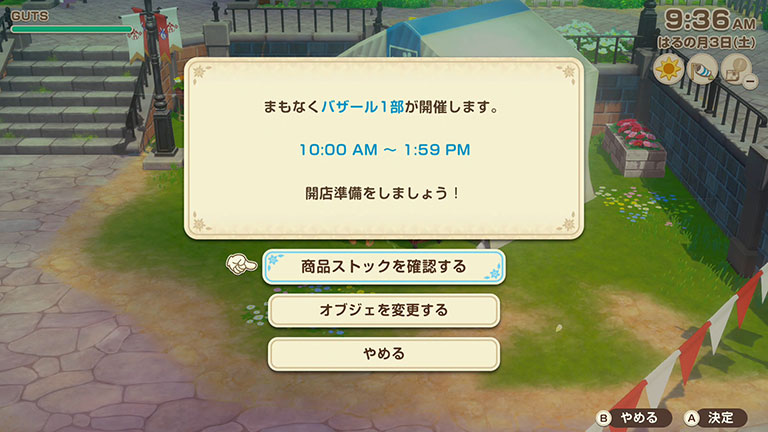 GUTS
9:36 AM
はるの月3日(土)
まもなくバザール1部が開催します。
10:00 AM ～ 1:59 PM
開店準備をしましょう！
商品ストックを確認する
オブジェを変更する
やめる
B やめる A 決定